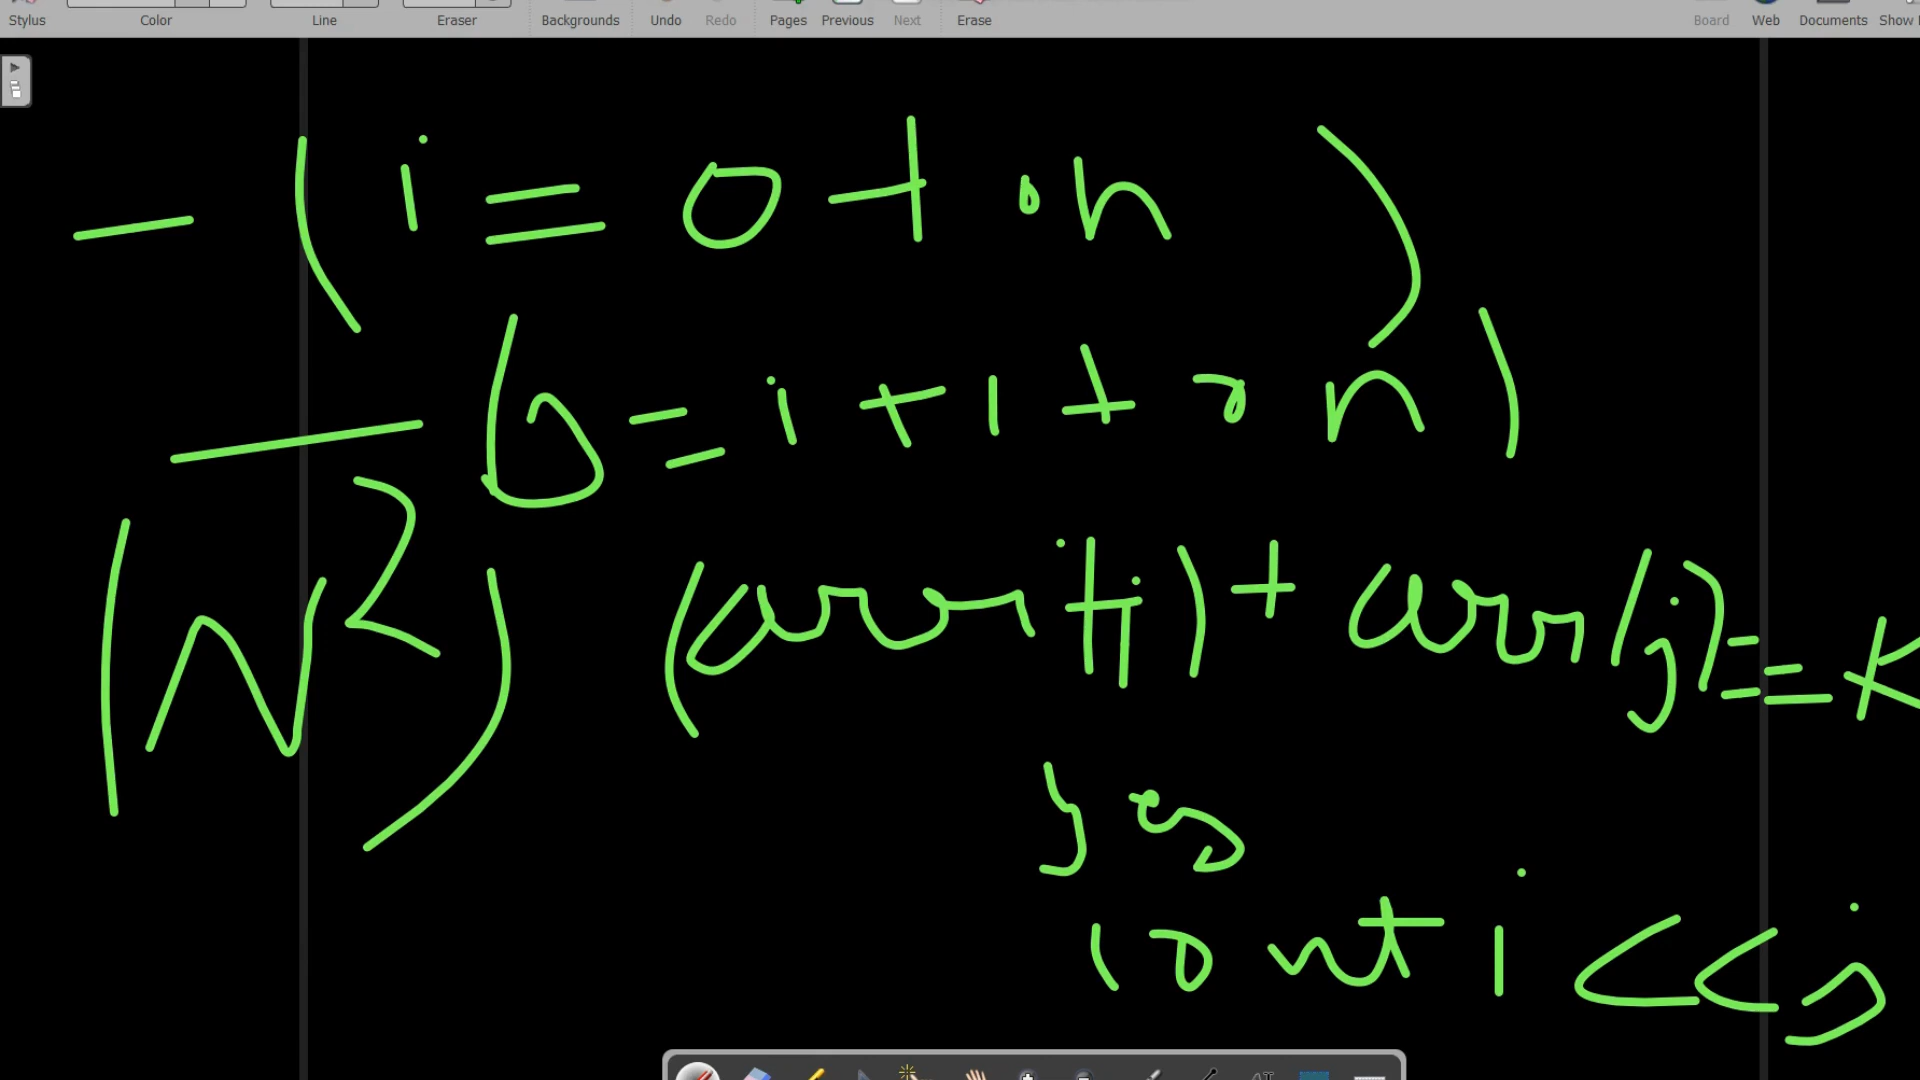 Stylus Color Line Eraser Backgrounds Undo Redo Pages Previous Next Erase Board Web Documents Show
- (i = 0 to n)
- (j = i + 1 to n)
(N²) (arr[i]) + arr[j] == K
yes
cout i << j